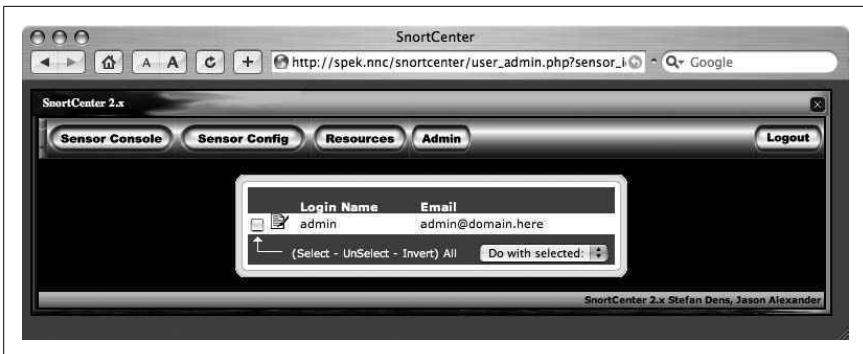 SnortCenter
A A
http://spek.nnc/snortcenter/user_admin.php?sensor_i
Google
SnortCenter 2.x
Sensor Console Sensor Config Resources Admin Logout
Login Name Email
admin admin@domain.here
(Select - UnSelect - Invert) All Do with selected:
SnortCenter 2.x Stefan Dens, Jason Alexander